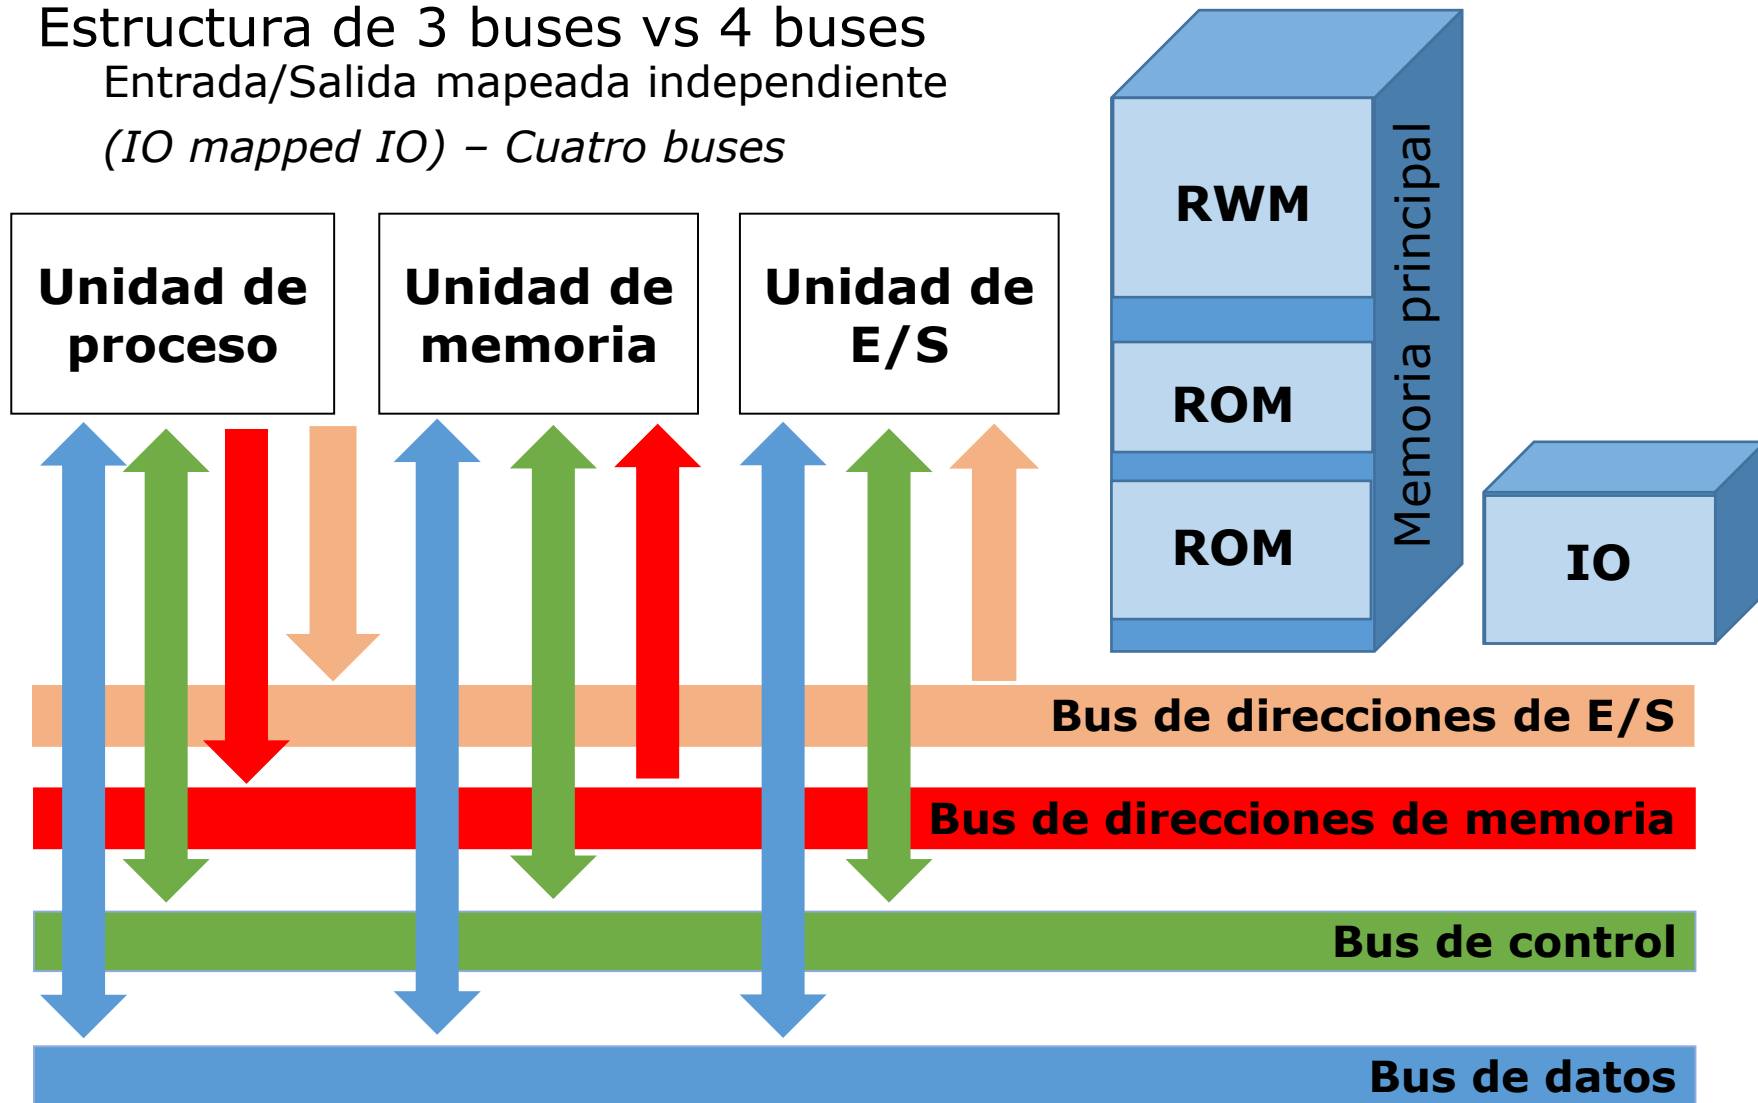 Estructura de 3 buses vs 4 buses
Entrada/Salida mapeada independiente
(IO mapped IO) – Cuatro buses
Unidad de
proceso
Unidad de
memoria
Unidad de
E/S
RWM
ROM
ROM
Memoria principal
IO
Bus de direcciones de E/S
Bus de direcciones de memoria
Bus de control
Bus de datos